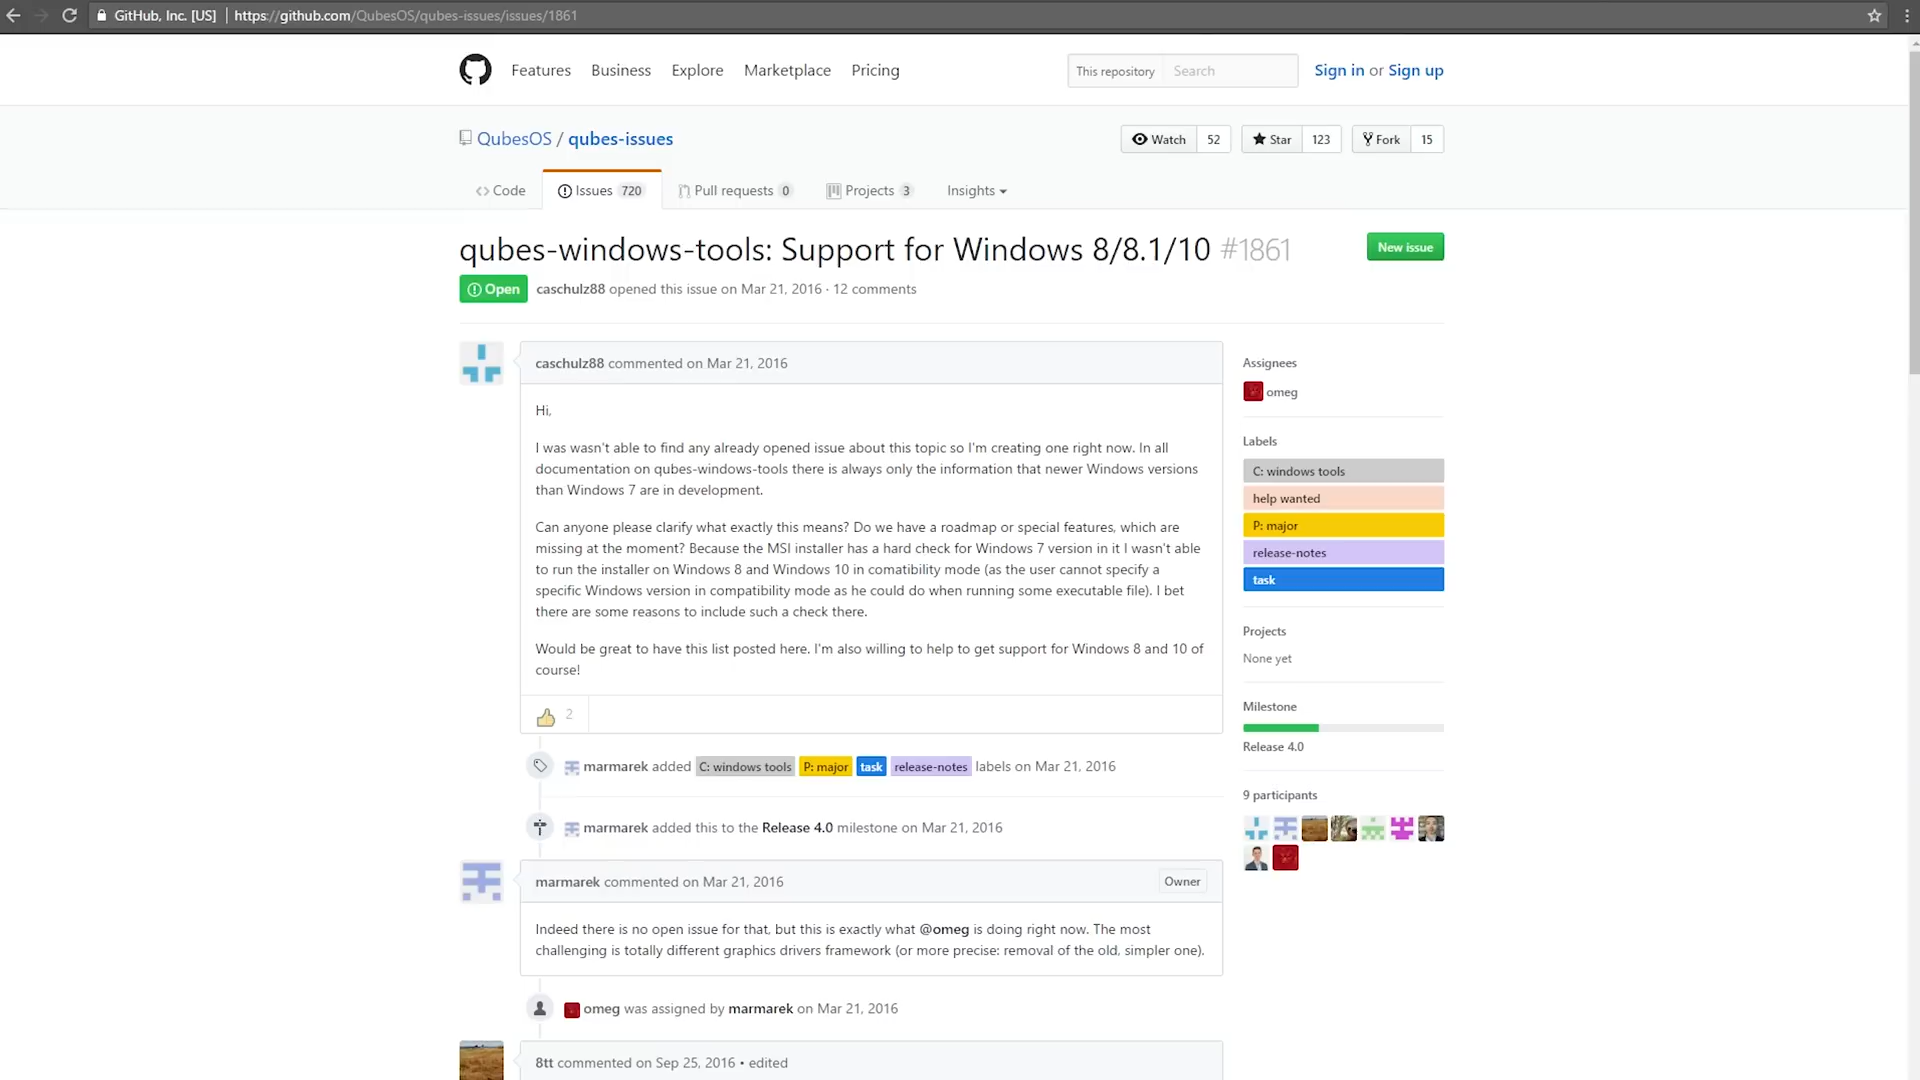 GitHub, Inc. [US] https://github.com/QubesOS/qubes-issues/issues/1861
Features Business Explore Marketplace Pricing This repository Search Sign in or Sign up
QubesOS / qubes-issues Watch 52 Star 123 Fork 15
<> Code Issues 720 Pull requests 0 Projects 3 Insights
qubes-windows-tools: Support for Windows 8/8.1/10 #1861 New issue
Open caschulz88 opened this issue on Mar 21, 2016 · 12 comments
caschulz88 commented on Mar 21, 2016
Hi,
I was wasn't able to find any already opened issue about this topic so I'm creating one right now. In all
documentation on qubes-windows-tools there is always only the information that newer Windows versions
than Windows 7 are in development.
Can anyone please clarify what exactly this means? Do we have a roadmap or special features, which are
missing at the moment? Because the MSI installer has a hard check for Windows 7 version in it I wasn't able
to run the installer on Windows 8 and Windows 10 in comatibility mode (as the user cannot specify a
specific Windows version in compatibility mode as he could do when running some executable file). I bet
there are some reasons to include such a check there.
Would be great to have this list posted here. I'm also willing to help to get support for Windows 8 and 10 of
course!
2
marmarek added C: windows tools P: major task release-notes labels on Mar 21, 2016
marmarek added this to the Release 4.0 milestone on Mar 21, 2016
marmarek commented on Mar 21, 2016 Owner
Indeed there is no open issue for that, but this is exactly what @omeg is doing right now. The most
challenging is totally different graphics drivers framework (or more precise: removal of the old, simpler one).
omeg was assigned by marmarek on Mar 21, 2016
8tt commented on Sep 25, 2016 • edited
Assignees
omeg
Labels
C: windows tools
help wanted
P: major
release-notes
task
Projects
None yet
Milestone
Release 4.0
9 participants